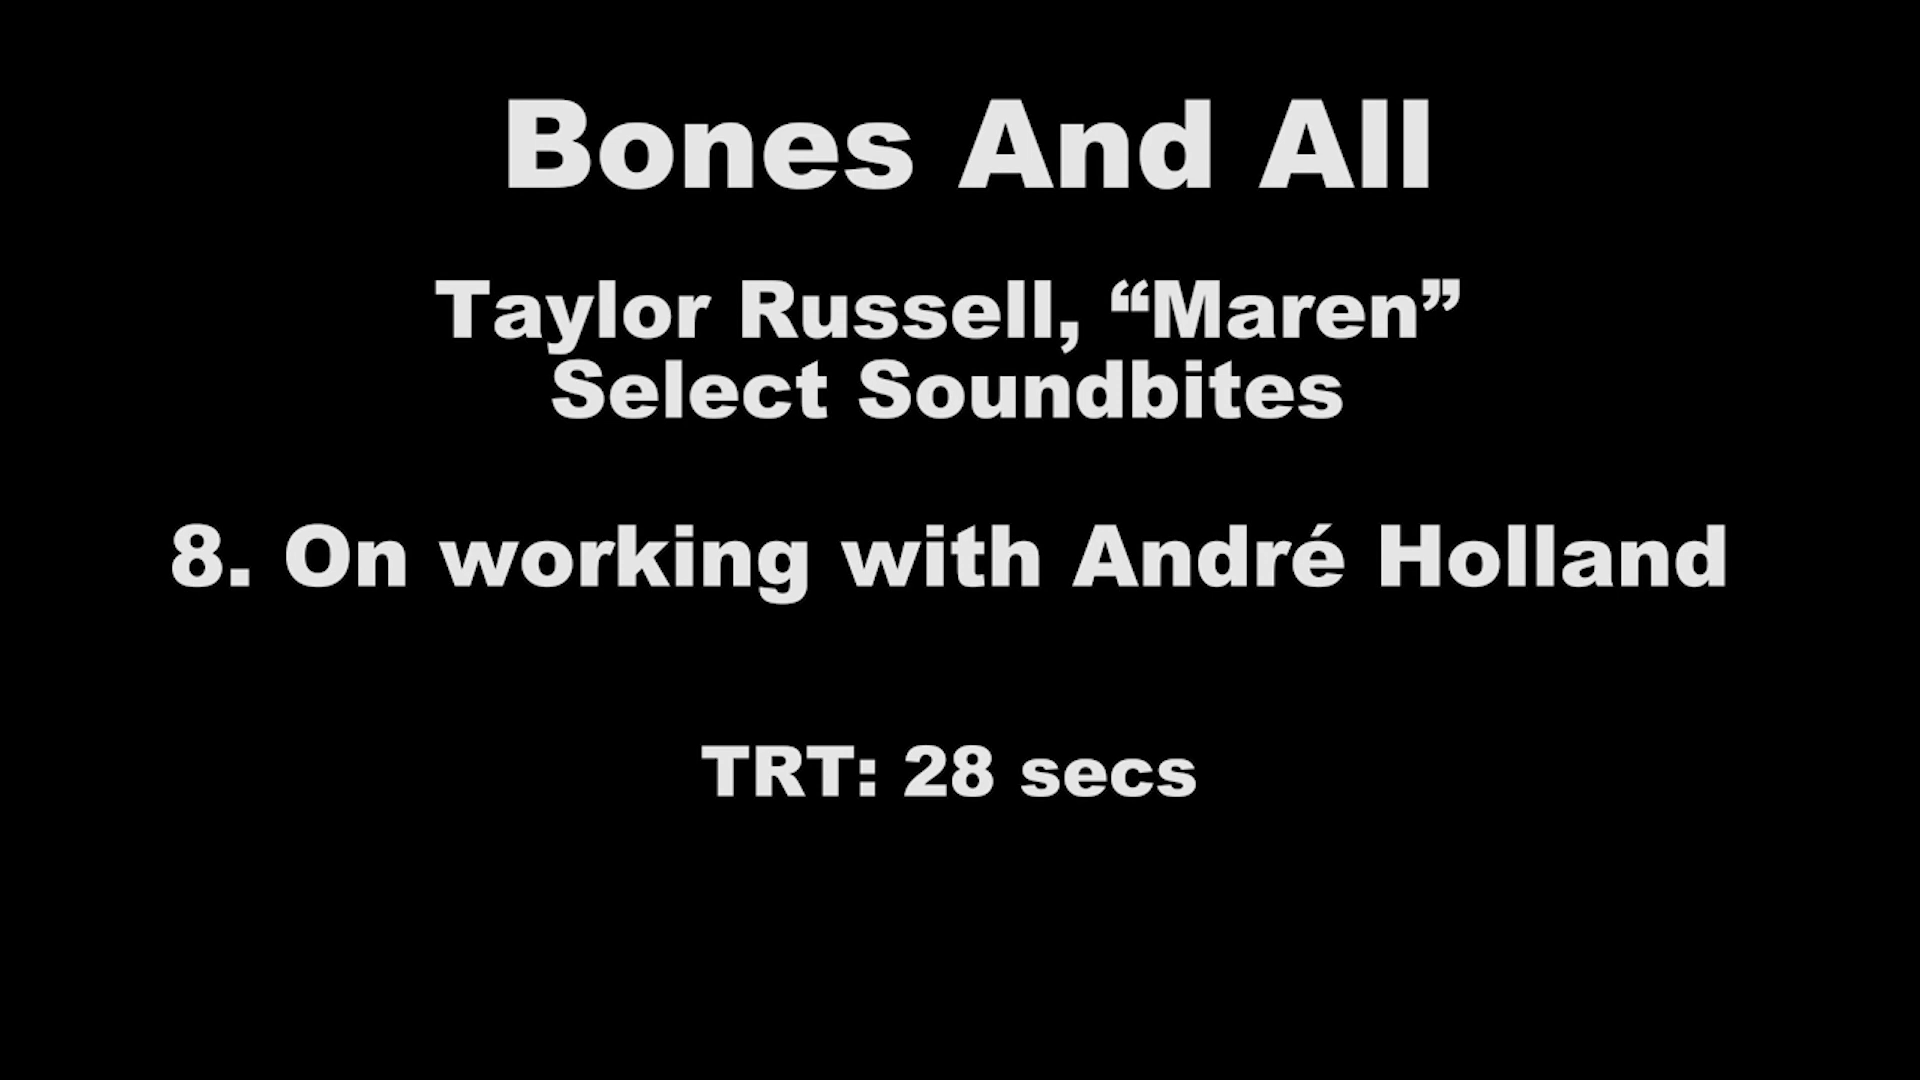 Bones And All
Taylor Russell, “Maren”
Select Soundbites
8. On working with André Holland
TRT: 28 secs